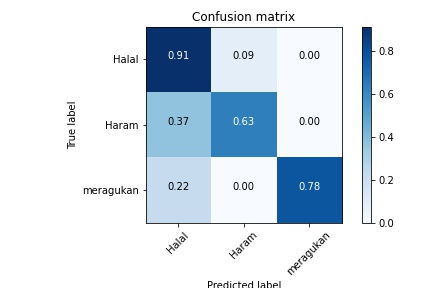 Confusion matrix
Halal 0.91 0.09 0.00
Haram 0.37 0.63 0.00
meragukan 0.22 0.00 0.78
True label
Halal Haram meragukan
Predicted label
0.8
0.6
0.4
0.2
0.0